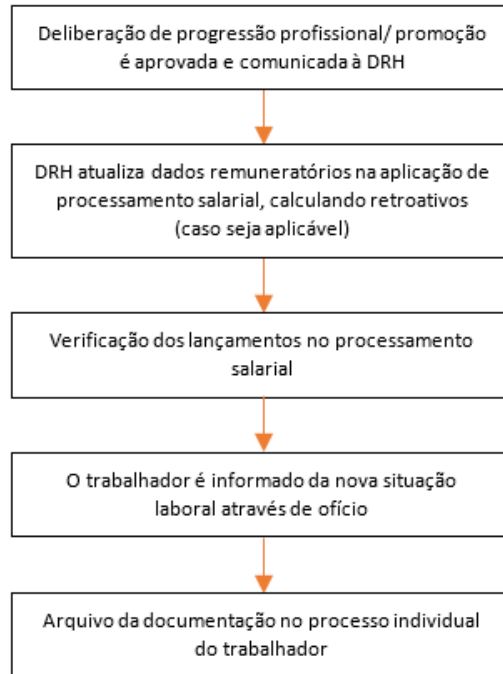 Deliberação de progressão profissional/ promoção
é aprovada e comunicada à DRH
DRH atualiza dados remuneratórios na aplicação de
processamento salarial, calculando retroativos
(caso seja aplicável)
Verificação dos lançamentos no processamento
salarial
O trabalhador é informado da nova situação
laboral através de ofício
Arquivo da documentação no processo individual
do trabalhador